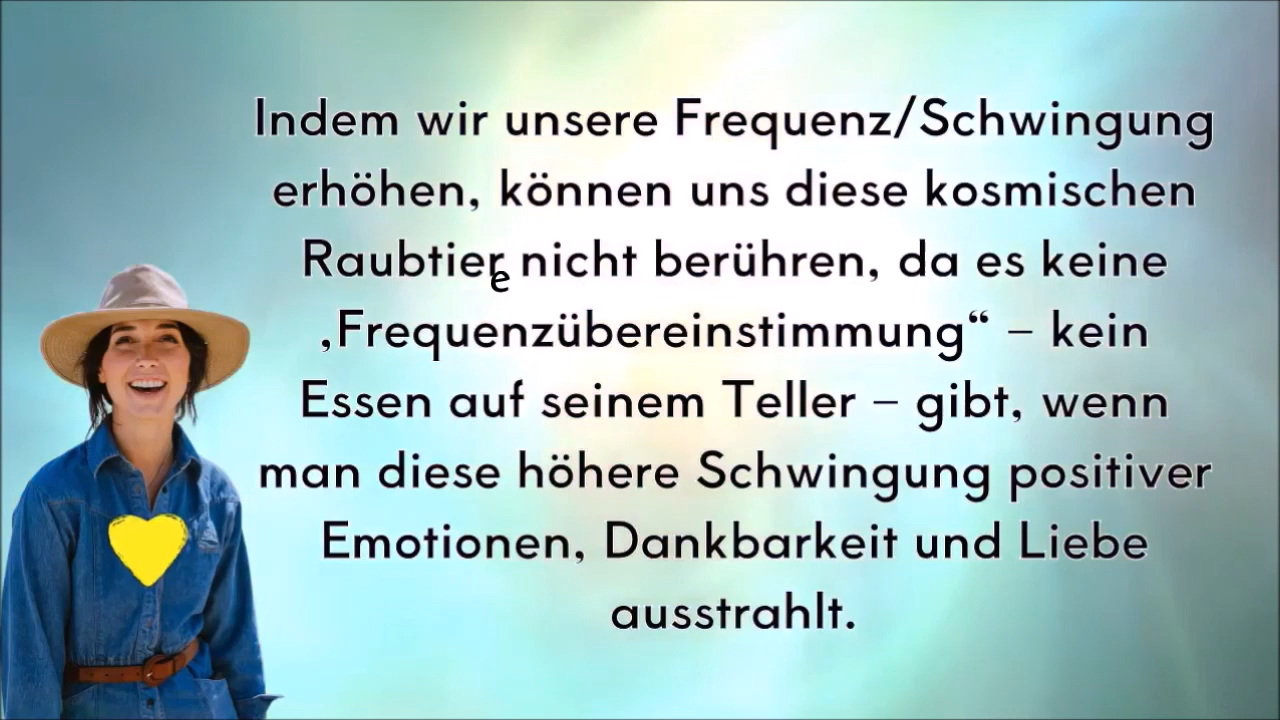 Indem wir unsere Frequenz/Schwingung
erhöhen, können uns diese kosmischen
Raubtiere nicht berühren, da es keine
‚Frequenzübereinstimmung“ – kein
Essen auf seinem Teller – gibt, wenn
man diese höhere Schwingung positiver
Emotionen, Dankbarkeit und Liebe
ausstrahlt.